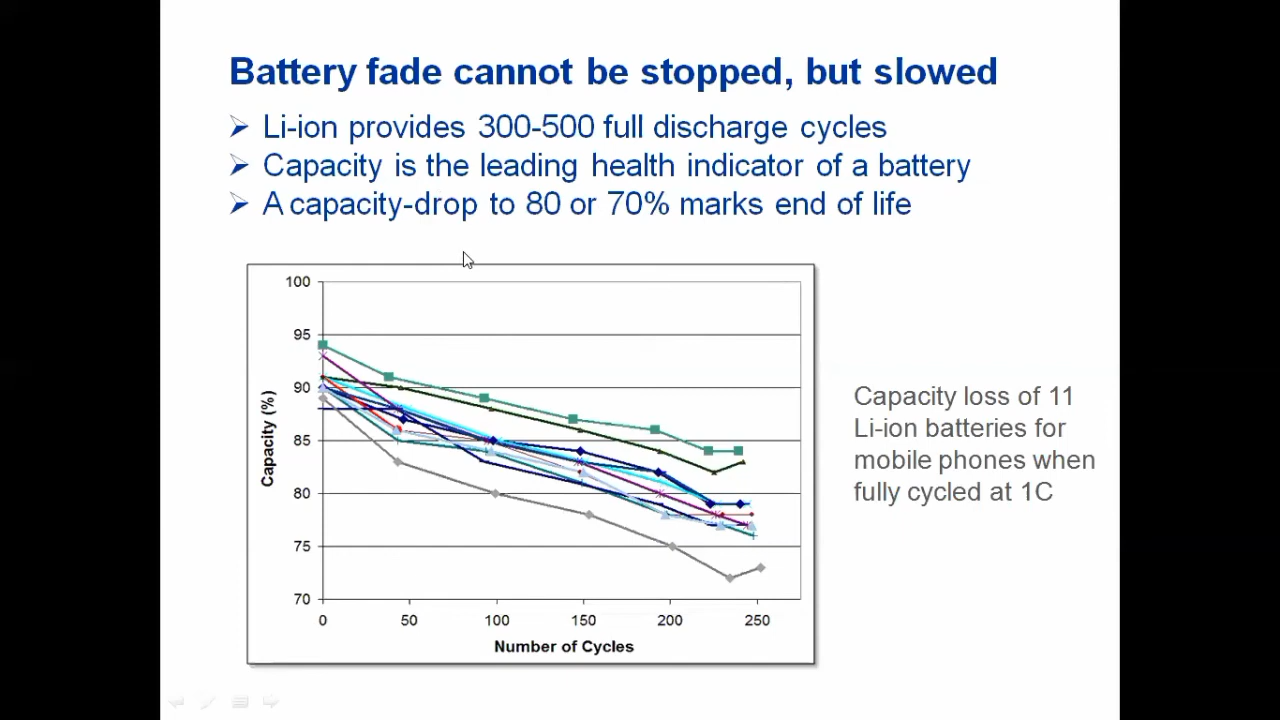 Battery fade cannot be stopped, but slowed
Li-ion provides 300-500 full discharge cycles
Capacity is the leading health indicator of a battery
A capacity-drop to 80 or 70% marks end of life
100
95
90
85
80
75
70
Capacity (%)
0 50 100 150 200 250
Number of Cycles
Capacity loss of 11
Li-ion batteries for
mobile phones when
fully cycled at 1C